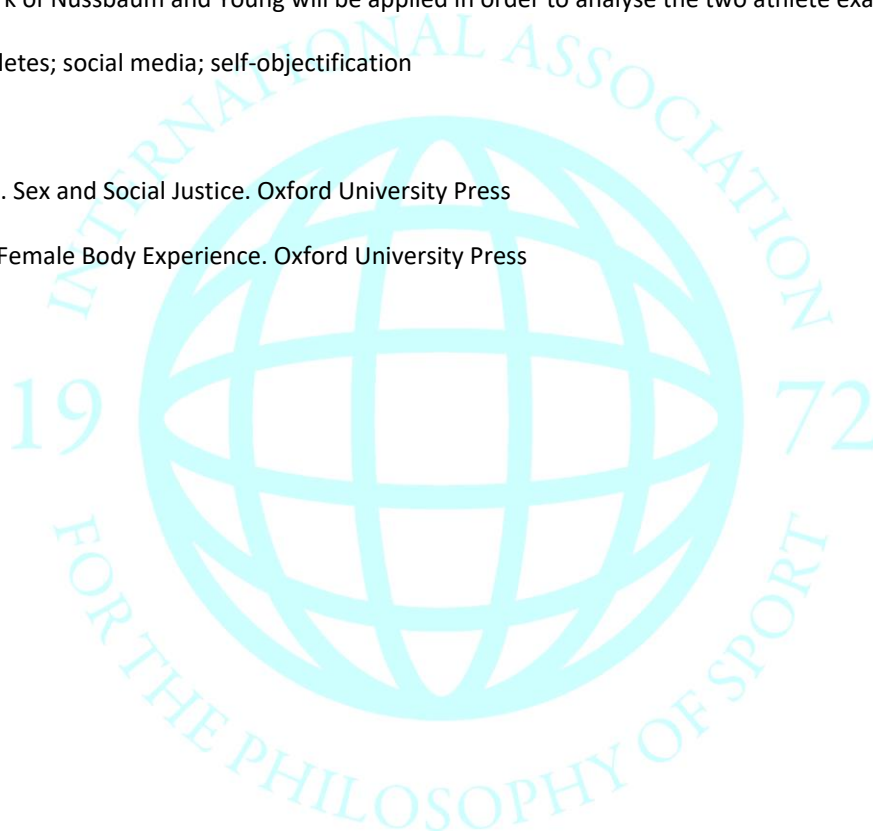 k of Nussbaum and Young will be applied in order to analyse the two athlete exa
letes; social media; self-objectification
. Sex and Social Justice. Oxford University Press
Female Body Experience. Oxford University Press
INTERNATIONAL ASSOCIATION
19 72
FOR THE PHILOSOPHY OF SPORT